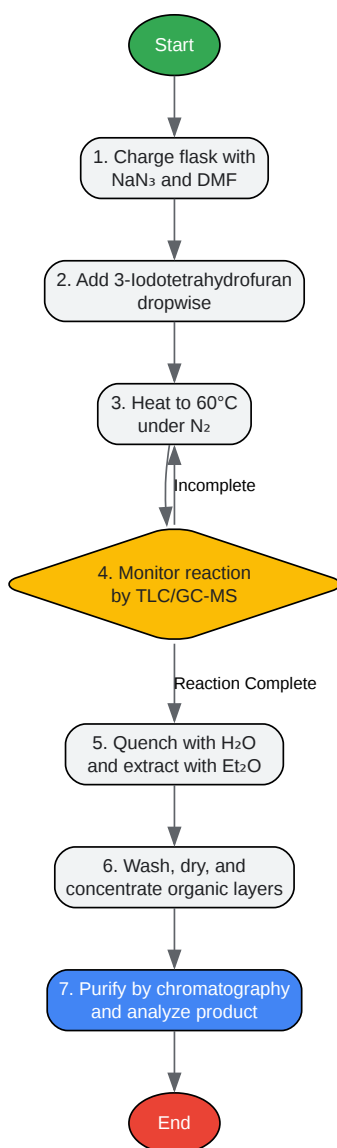 Start
1. Charge flask with
NaN₃ and DMF
2. Add 3-Iodotetrahydrofuran
dropwise
3. Heat to 60°C
under N₂
Incomplete
4. Monitor reaction
by TLC/GC-MS
Reaction Complete
5. Quench with H₂O
and extract with Et₂O
6. Wash, dry, and
concentrate organic layers
7. Purify by chromatography
and analyze product
End